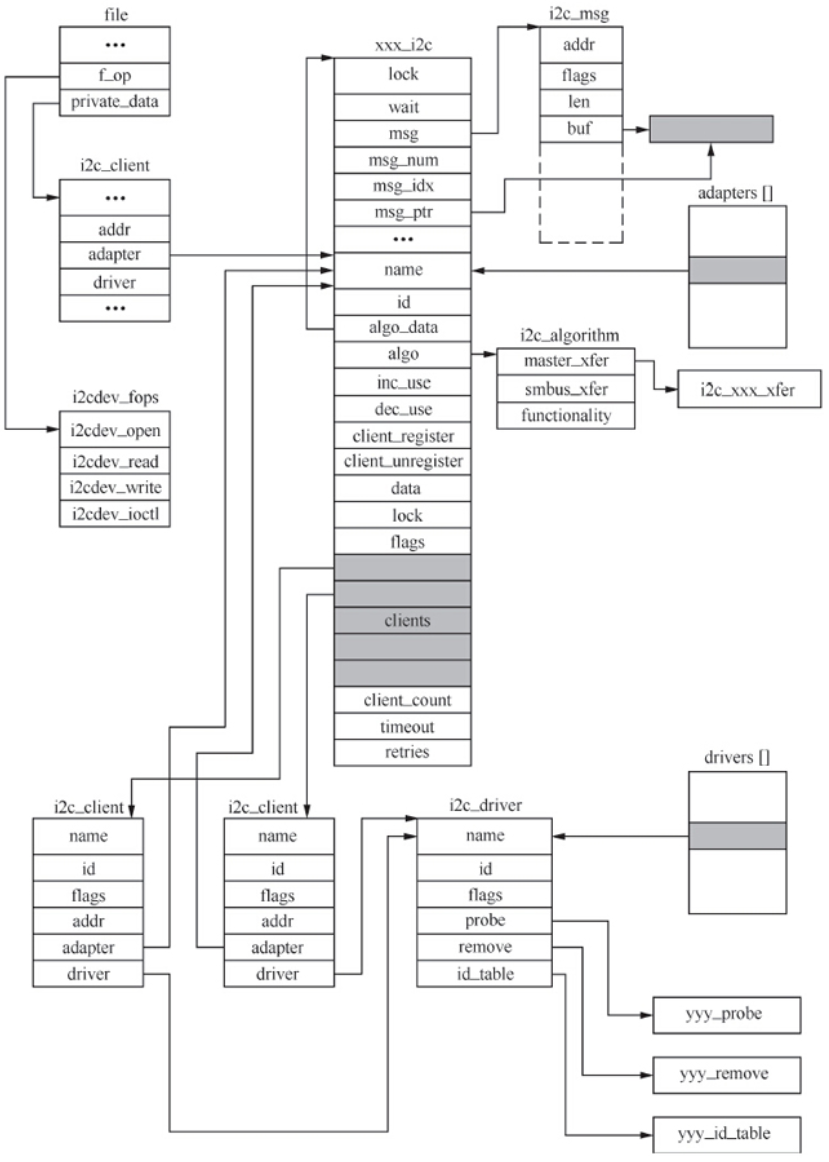 file
•••
f_op
private_data
i2c_client
•••
addr
adapter
driver
•••
i2cdev_fops
i2cdev_open
i2cdev_read
i2cdev_write
i2cdev_ioctl
xxx_i2c
lock
wait
msg
msg_num
msg_idx
msg_ptr
•••
name
id
algo_data
algo
inc_use
dec_use
client_register
client_unregister
data
lock
flags
clients
client_count
timeout
retries
i2c_msg
addr
flags
len
buf
adapters []
i2c_algorithm
master_xfer
smbus_xfer
functionality
i2c_xxx_xfer
i2c_client
name
id
flags
addr
adapter
driver
i2c_client
name
id
flags
addr
adapter
driver
i2c_driver
name
id
flags
probe
remove
id_table
drivers []
yyy_probe
yyy_remove
yyy_id_table